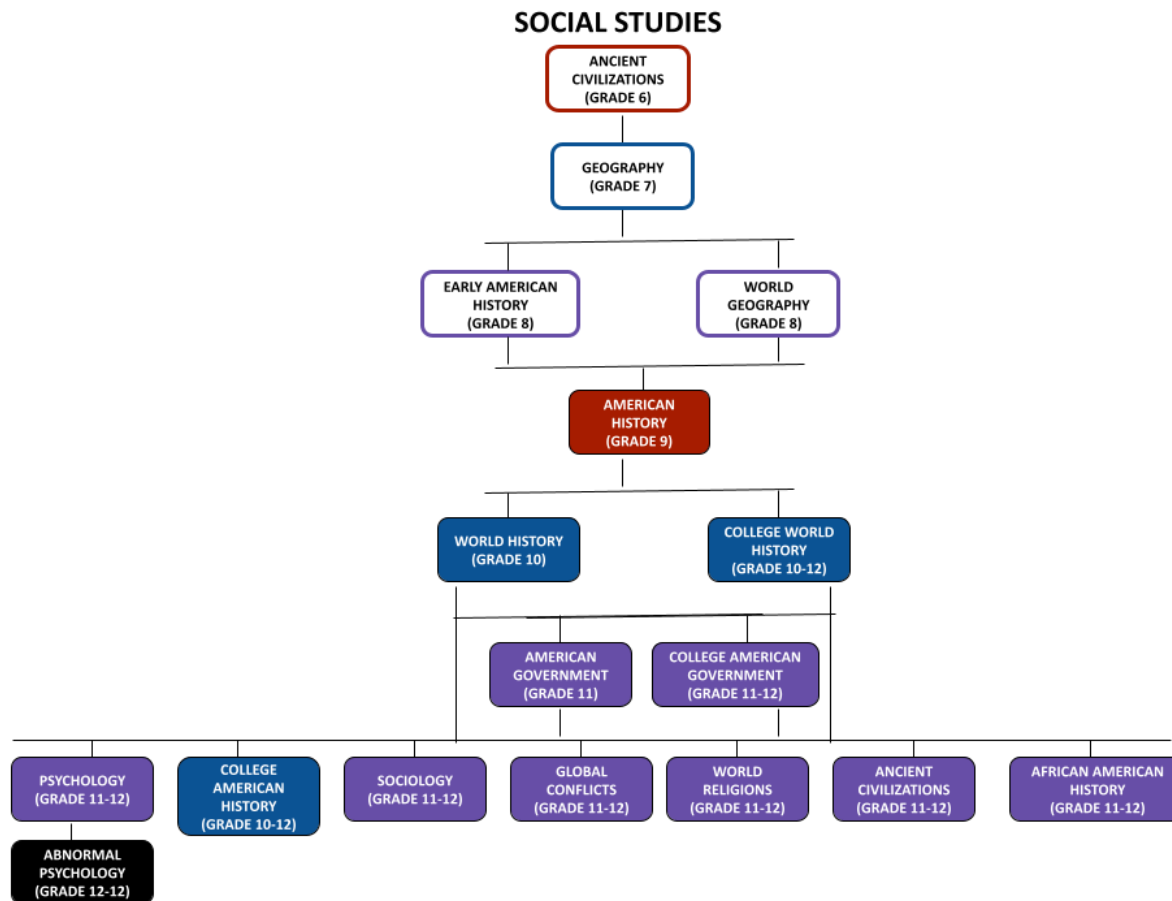 SOCIAL STUDIES
ANCIENT
CIVILIZATIONS
(GRADE 6)
GEOGRAPHY
(GRADE 7)
EARLY AMERICAN
HISTORY
(GRADE 8)
WORLD
GEOGRAPHY
(GRADE 8)
AMERICAN
HISTORY
(GRADE 9)
WORLD HISTORY
(GRADE 10)
COLLEGE WORLD
HISTORY
(GRADE 10-12)
AMERICAN
GOVERNMENT
(GRADE 11)
COLLEGE AMERICAN
GOVERNMENT
(GRADE 11-12)
PSYCHOLOGY
(GRADE 11-12)
COLLEGE
AMERICAN
HISTORY
(GRADE 10-12)
SOCIOLOGY
(GRADE 11-12)
GLOBAL
CONFLICTS
(GRADE 11-12)
WORLD
RELIGIONS
(GRADE 11-12)
ANCIENT
CIVILIZATIONS
(GRADE 11-12)
AFRICAN AMERICAN
HISTORY
(GRADE 11-12)
ABNORMAL
PSYCHOLOGY
(GRADE 12-12)